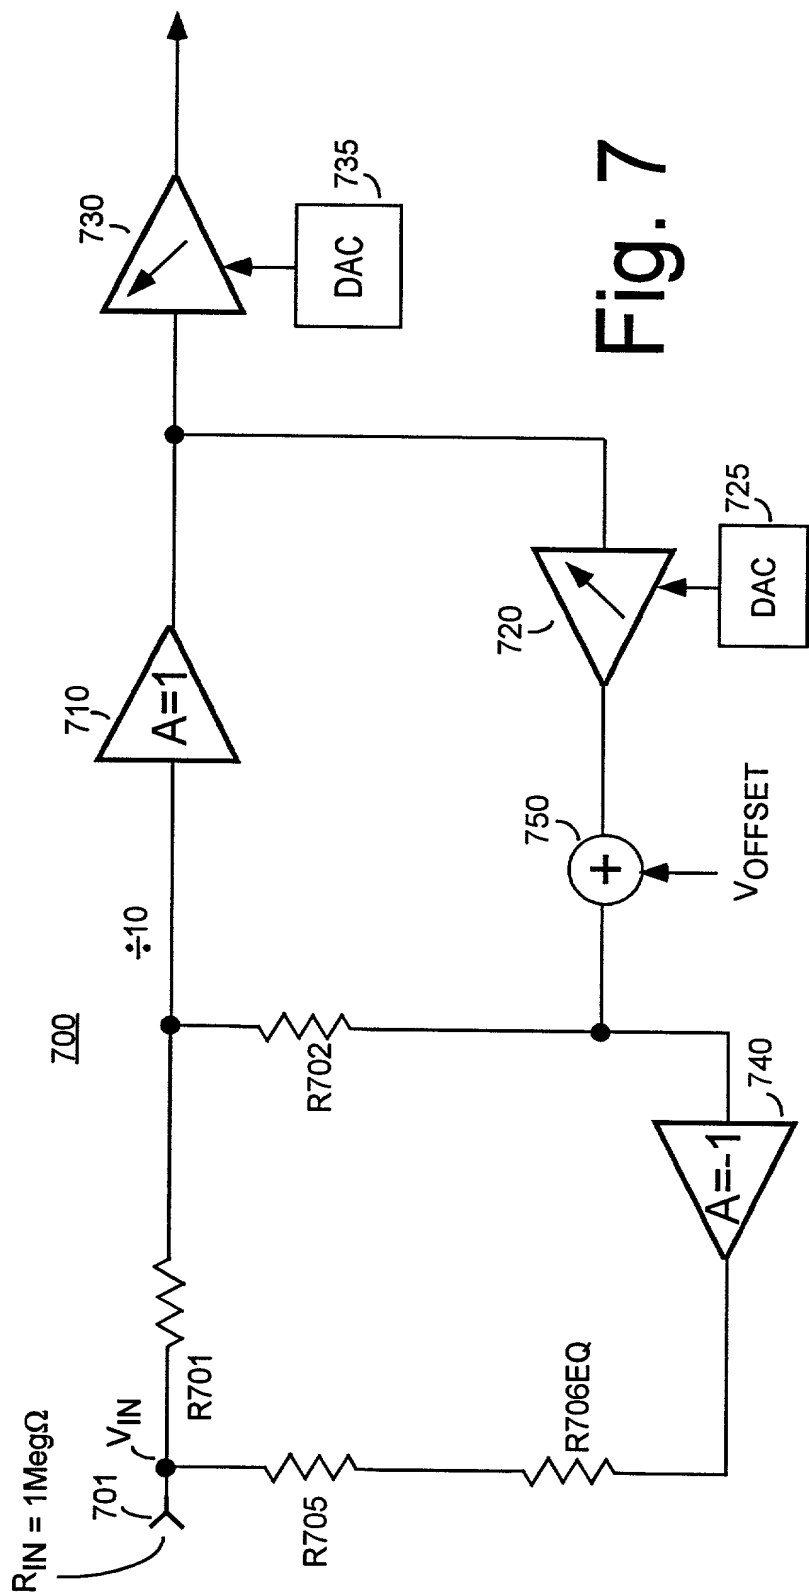 700
R_IN = 1MegΩ
701
V_IN
R701
÷10
710
A=1
730
DAC
735
R702
R705
R706EQ
A=-1
740
750
+
V_OFFSET
720
DAC
725
Fig. 7